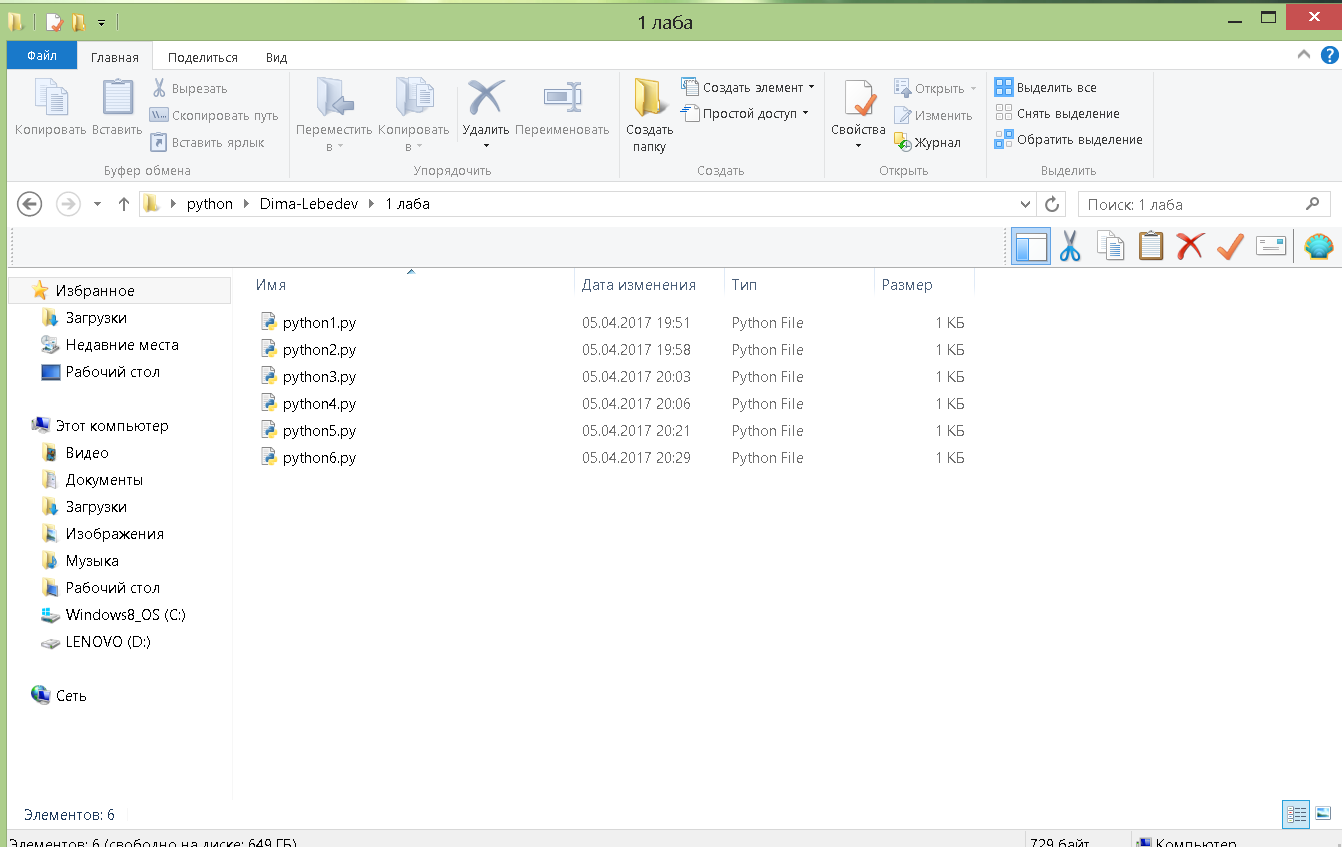 1 лаба
Файл Главная Поделиться Вид
Копировать Вставить Вырезать Скопировать путь Вставить ярлык
Буфер обмена
Переместить в Копировать в Удалить Переименовать
Упорядочить
Создать папку Создать элемент Простой доступ
Создать
Свойства Открыть Изменить Журнал
Открыть
Выделить все Снять выделение Обратить выделение
Выделить
python Dima-Lebedev 1 лаба
Поиск: 1 лаба
Избранное
Загрузки
Недавние места
Рабочий стол
Этот компьютер
Видео
Документы
Загрузки
Изображения
Музыка
Рабочий стол
Windows8_OS (C:)
LENOVO (D:)
Сеть
Имя Дата изменения Тип Размер
python1.py 05.04.2017 19:51 Python File 1 КБ
python2.py 05.04.2017 19:58 Python File 1 КБ
python3.py 05.04.2017 20:03 Python File 1 КБ
python4.py 05.04.2017 20:06 Python File 1 КБ
python5.py 05.04.2017 20:21 Python File 1 КБ
python6.py 05.04.2017 20:29 Python File 1 КБ
Элементов: 6
Элементов: 6 (свободно на диске: 649 ГБ) 729 байт Компьютер